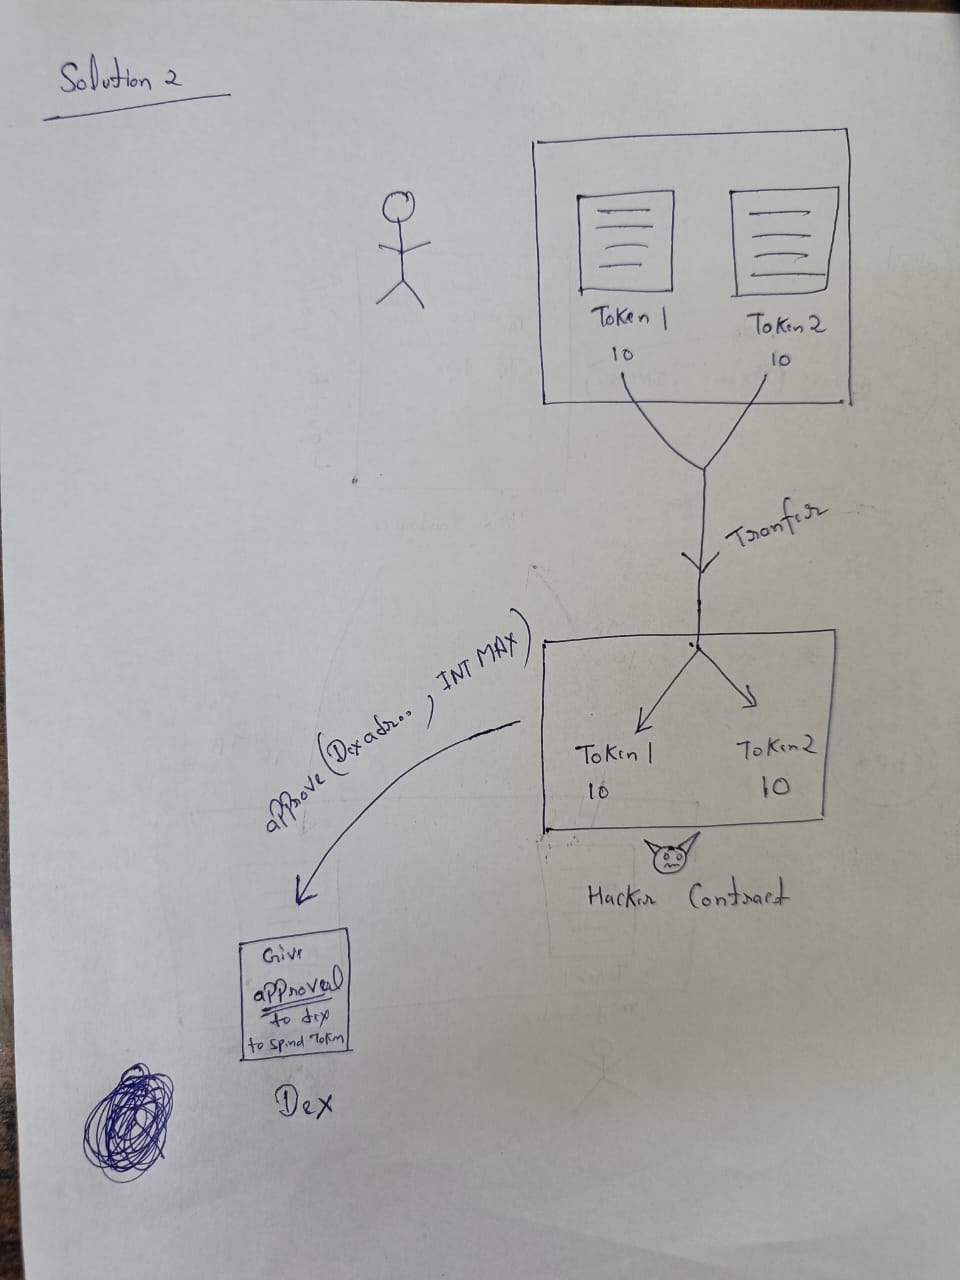 Solution 2
Token 1
Token 2
10
10
Tranfer
approve (Dex adr.., INT MAX)
Token 1
Token 2
10
10
Hacker Contract
Give
approval
to dex
to spend Token
Dex